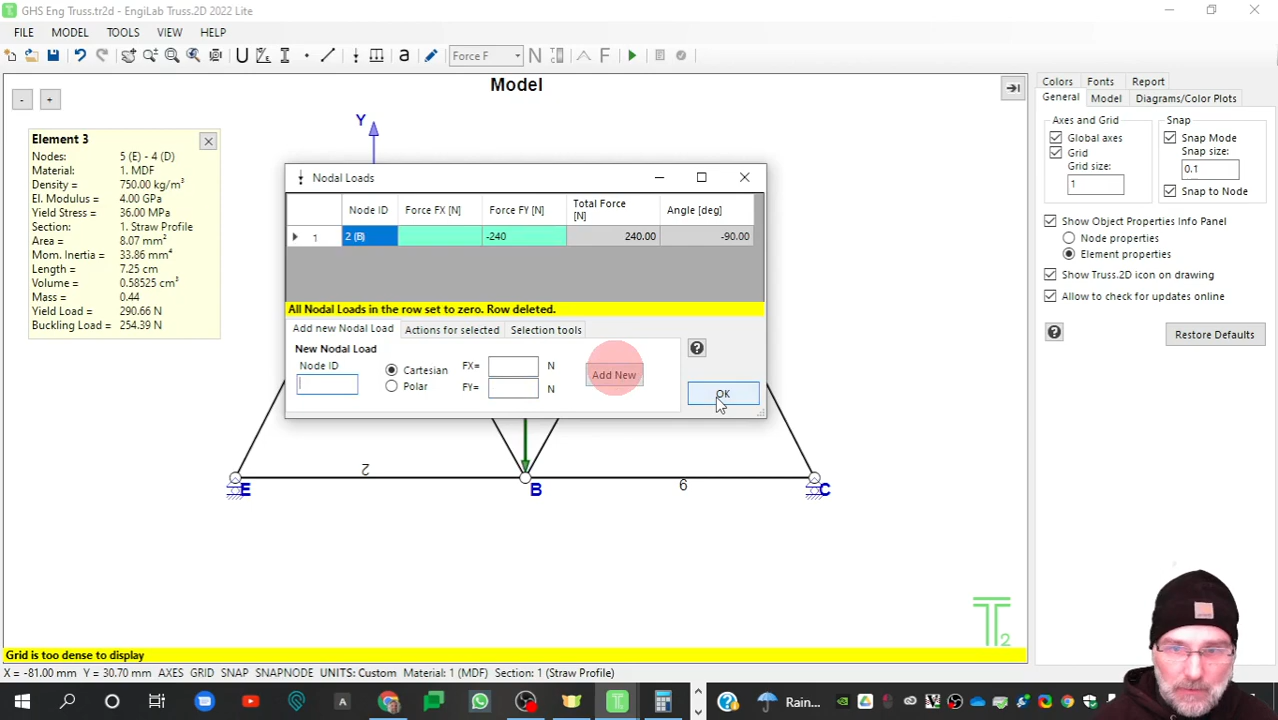 GHS Eng Truss.tr2d - EngiLab Truss.2D 2022 Lite
FILE MODEL TOOLS VIEW HELP
Force F N F
Model
- +
Colors Fonts Report
General Model Diagrams/Color Plots
Axes and Grid
Global axes
Grid
Grid size:
1
Snap
Snap Mode
Snap size:
0.1
Snap to Node
Show Object Properties Info Panel
Node properties
Element properties
Show Truss.2D icon on drawing
Allow to check for updates online
Restore Defaults
Element 3
Nodes: 5 (E) - 4 (D)
Material: 1. MDF
Density = 750.00 kg/m³
El. Modulus = 4.00 GPa
Yield Stress = 36.00 MPa
Section: 1. Straw Profile
Area = 8.07 mm²
Mom. Inertia = 33.86 mm⁴
Length = 7.25 cm
Volume = 0.58525 cm³
Mass = 0.44
Yield Load = 290.66 N
Buckling Load = 254.39 N
Y
Nodal Loads
Node ID Force FX [N] Force FY [N] Total Force [N] Angle [deg]
1 2 (B) -240 240.00 -90.00
All Nodal Loads in the row set to zero. Row deleted.
Add new Nodal Load Actions for selected Selection tools
New Nodal Load
Node ID
Cartesian
Polar
FX= N
FY= N
Add New
OK
2
6
E B C
T2
Grid is too dense to display
X = -81.00 mm Y = 30.70 mm AXES GRID SNAP SNAPNODE UNITS: Custom Material: 1 (MDF) Section: 1 (Straw Profile)
A
Rain...